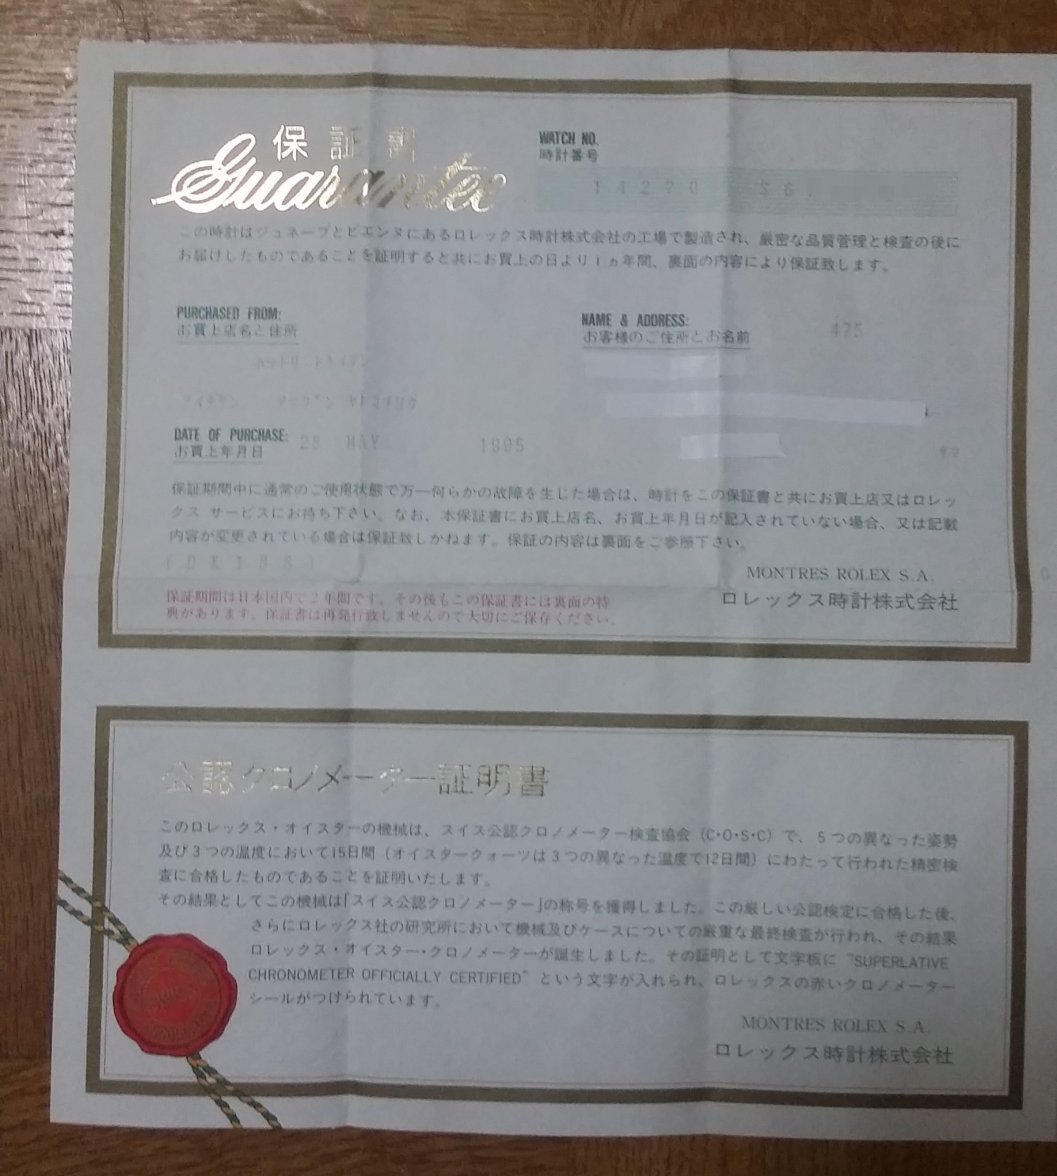 保証書
Guarantee
WATCH NO.
時計番号
14270 S6
この時計はジュネーブとビエンヌにあるロレックス時計株式会社の工場で製造され、厳密な品質管理と検査の後に
お届けしたものであることを証明すると共にお買上の日より1ヵ年間、裏面の内容により保証致します。
PURCHASED FROM:
お買上店名と住所
NAME & ADDRESS:
お客様のご住所とお名前
475
DATE OF PURCHASE:
お買上年月日
28 MAY 1995
保証期間中に通常のご使用状態で万一何らかの故障を生じた場合は、時計をこの保証書と共にお買上店又はロレッ
クス サービスにお持ち下さい。なお、本保証書にお買上店名、お買上年月日が記入されていない場合、又は記載
内容が変更されている場合は保証致しかねます。保証の内容は裏面をご参照下さい。
MONTRES ROLEX S.A.
ロレックス時計株式会社
保証期間は日本国内で2年間です。その後もこの保証書には裏面の特
典があります。保証書は再発行致しませんので大切にご保存ください。
公認クロノメーター証明書
このロレックス・オイスターの機械は、スイス公認クロノメーター検査協会(C・O・S・C)で、5つの異なった姿勢
及び3つの温度において15日間(オイスタークォーツは3つの異なった温度で12日間)にわたって行われた精密検
査に合格したものであることを証明いたします。
その結果としてこの機械は「スイス公認クロノメーター」の称号を獲得しました。この厳しい公認検定に合格した後、
さらにロレックス社の研究所において機械及びケースについての厳重な最終検査が行われ、その結果
ロレックス・オイスター・クロノメーターが誕生しました。その証明として文字板に "SUPERLATIVE
CHRONOMETER OFFICIALLY CERTIFIED" という文字が入れられ、ロレックスの赤いクロノメーター
シールがつけられています。
MONTRES ROLEX S.A.
ロレックス時計株式会社